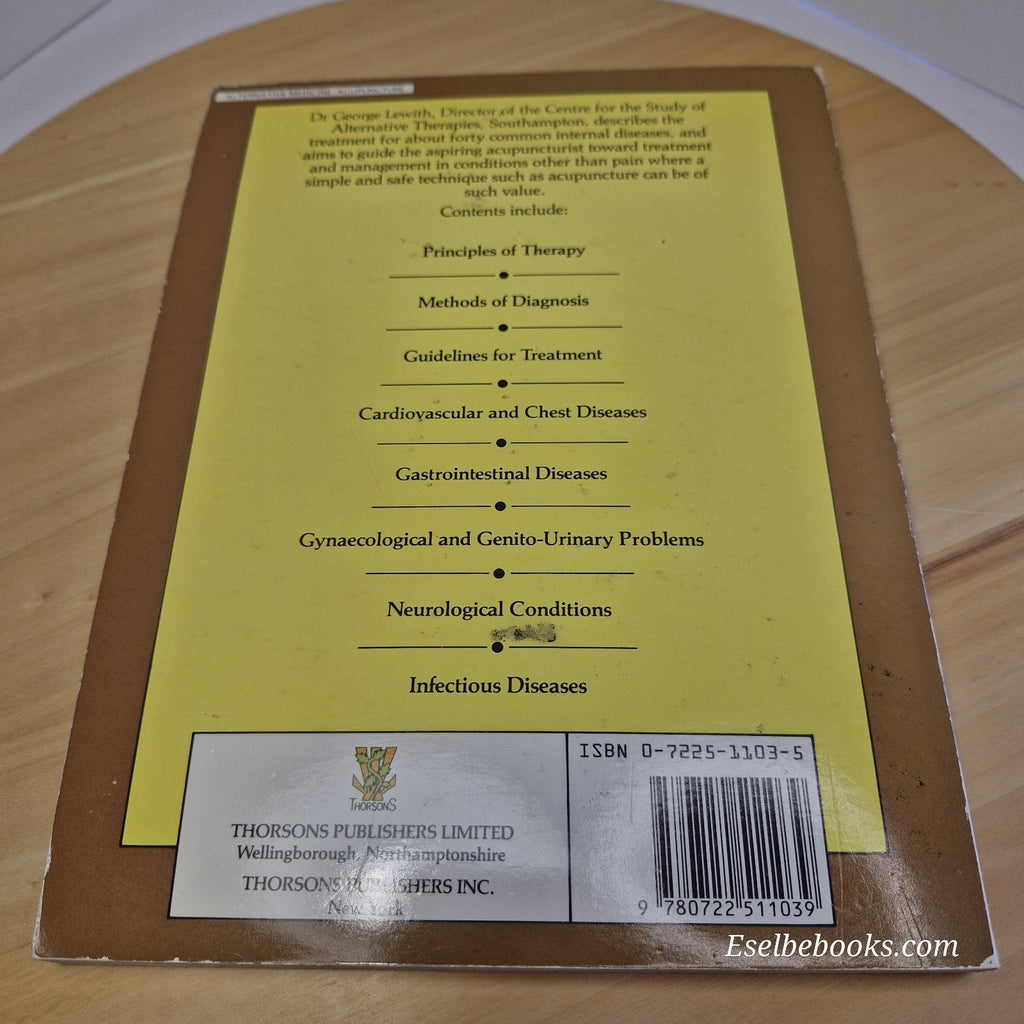 ALTERNATIVE MEDICINE/ACUPUNCTURE
Dr George Lewith, Director of the Centre for the Study of
Alternative Therapies, Southampton, describes the
treatment for about forty common internal diseases, and
aims to guide the aspiring acupuncturist toward treatment
and management in conditions other than pain where a
simple and safe technique such as acupuncture can be of
such value.
Contents include:
Principles of Therapy
Methods of Diagnosis
Guidelines for Treatment
Cardiovascular and Chest Diseases
Gastrointestinal Diseases
Gynaecological and Genito-Urinary Problems
Neurological Conditions
Infectious Diseases
THORSONS
THORSONS PUBLISHERS LIMITED
Wellingborough, Northamptonshire
THORSONS PUBLISHERS INC.
New York
ISBN 0-7225-1103-5
9 780722 511039
Eselbebooks.com